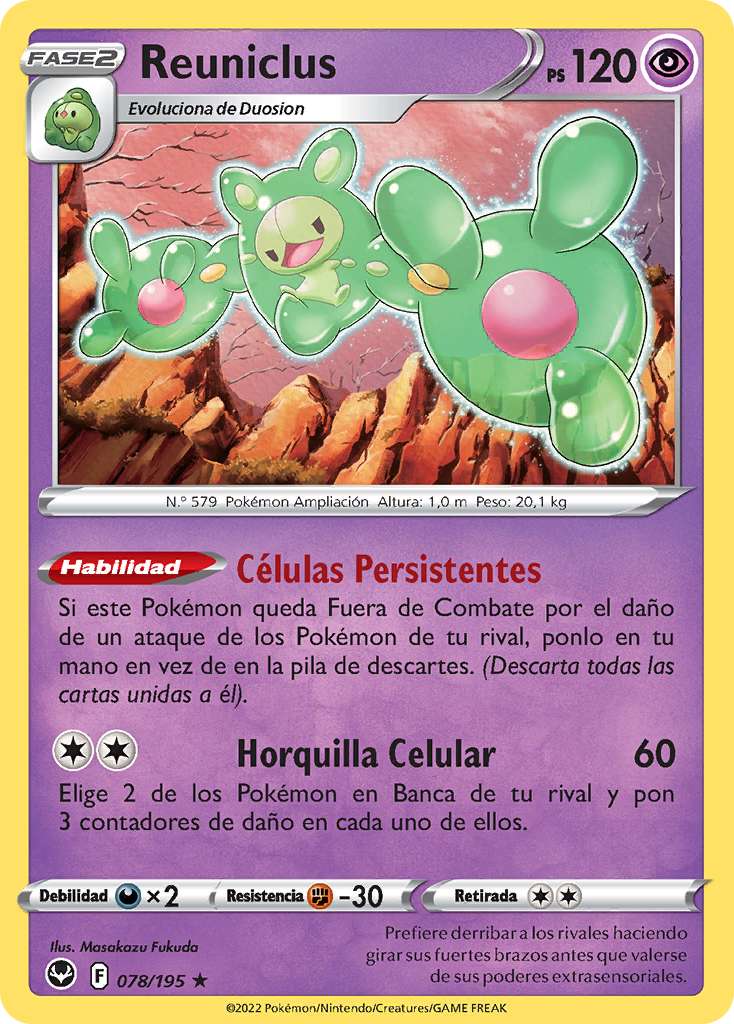 FASE2
Reuniclus
PS 120
Evoluciona de Duosion
N.º 579 Pokémon Ampliación Altura: 1,0 m Peso: 20,1 kg
Habilidad Células Persistentes
Si este Pokémon queda Fuera de Combate por el daño
de un ataque de los Pokémon de tu rival, ponlo en tu
mano en vez de en la pila de descartes. (Descarta todas las
cartas unidas a él).
Horquilla Celular 60
Elige 2 de los Pokémon en Banca de tu rival y pon
3 contadores de daño en cada uno de ellos.
Debilidad ×2 Resistencia -30 Retirada
Ilus. Masakazu Fukuda
F 078/195 ★
Prefiere derribar a los rivales haciendo
girar sus fuertes brazos antes que valerse
de sus poderes extrasensoriales.
©2022 Pokémon/Nintendo/Creatures/GAME FREAK